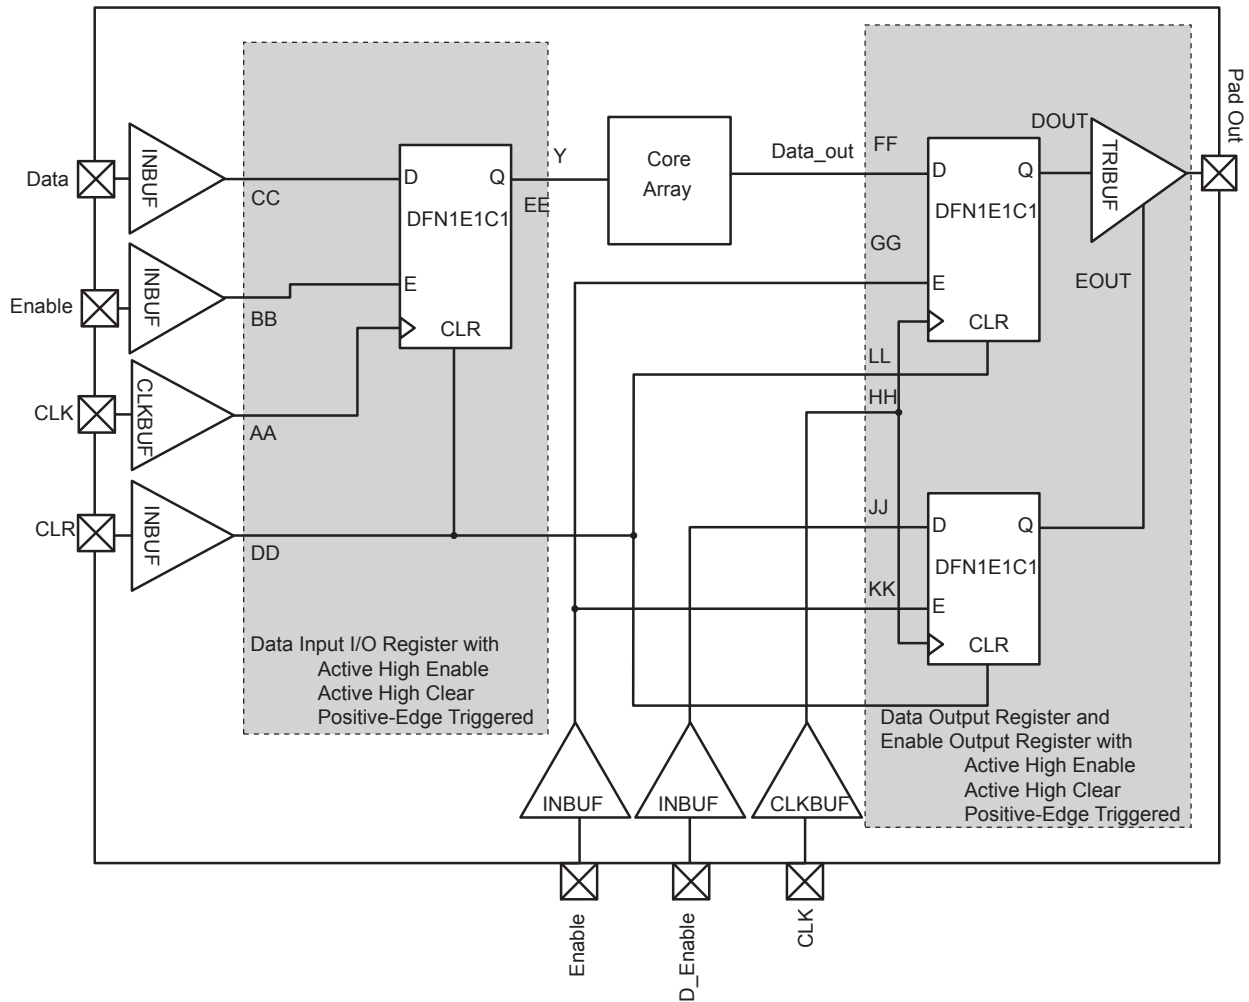 Data
INBUF
CC
Enable
INBUF
BB
CLK
CLKBUF
AA
CLR
INBUF
DD
D
Q
DFN1E1C1
E
CLR
Data Input I/O Register with
Active High Enable
Active High Clear
Positive-Edge Triggered
Y
EE
Core
Array
Data_out
FF
GG
LL
HH
JJ
KK
D
Q
DFN1E1C1
E
CLR
DOUT
TRIBUF
EOUT
Pad Out
D
Q
DFN1E1C1
E
CLR
Data Output Register and
Enable Output Register with
Active High Enable
Active High Clear
Positive-Edge Triggered
INBUF
INBUF
CLKBUF
Enable
D_Enable
CLK